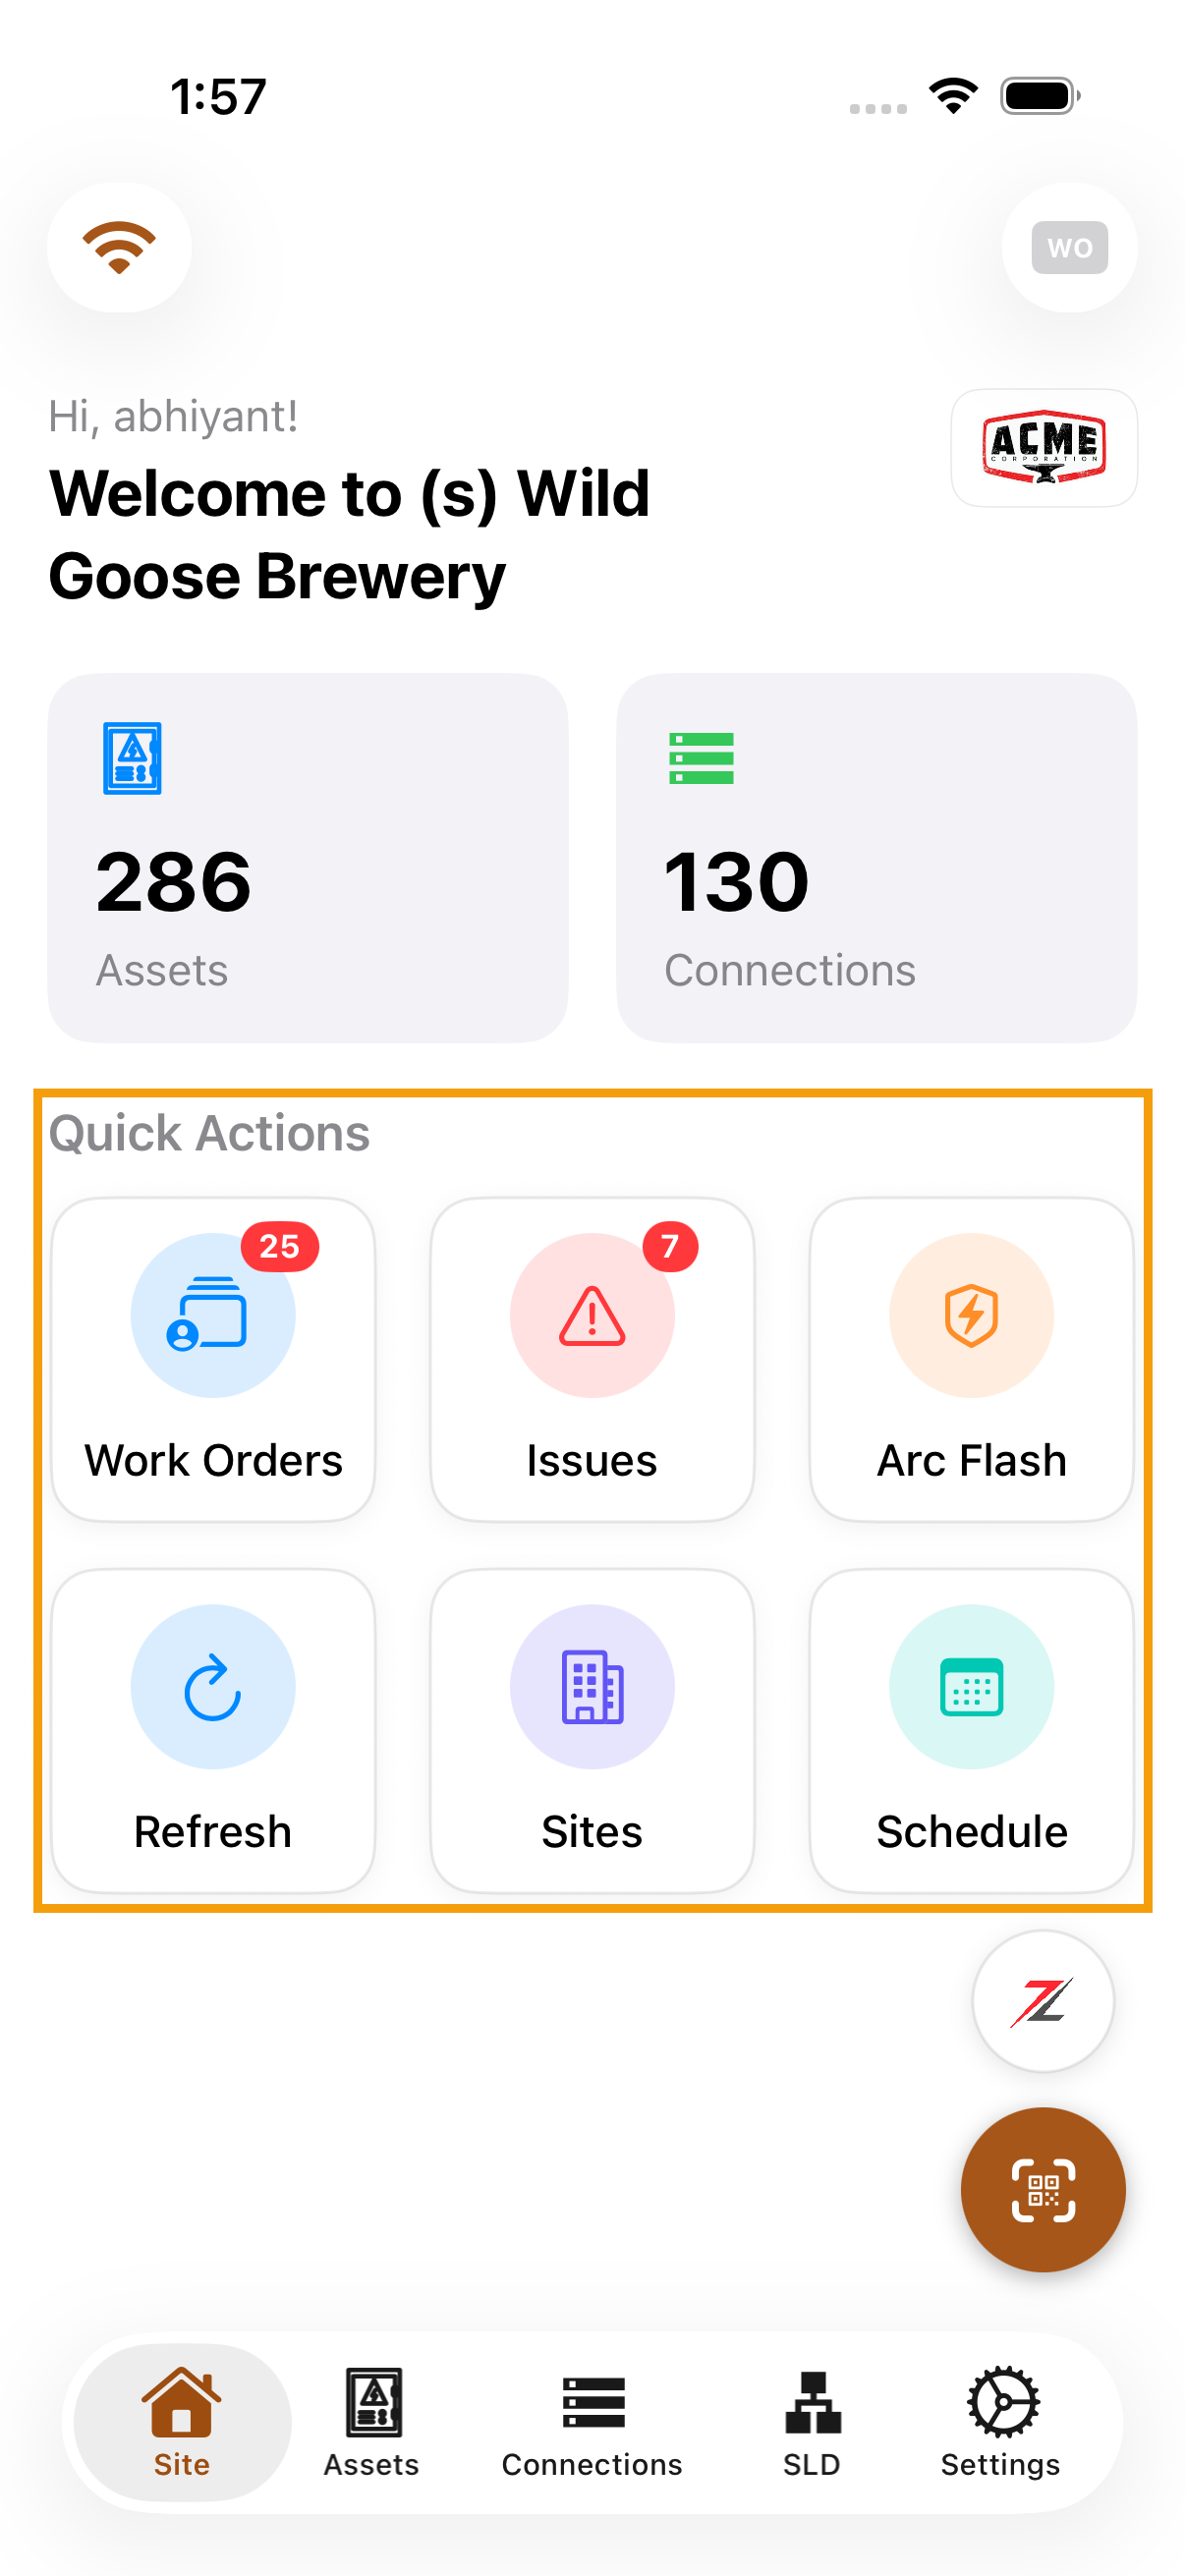 1:57
WO
Hi, abhiyant!
ACME
CORPORATION
Welcome to (s) Wild
Goose Brewery
286
130
Assets
Connections
Quick Actions
25
7
Work Orders
Issues
Arc Flash
Refresh
Sites
Schedule
Site
Assets
Connections
SLD
Settings